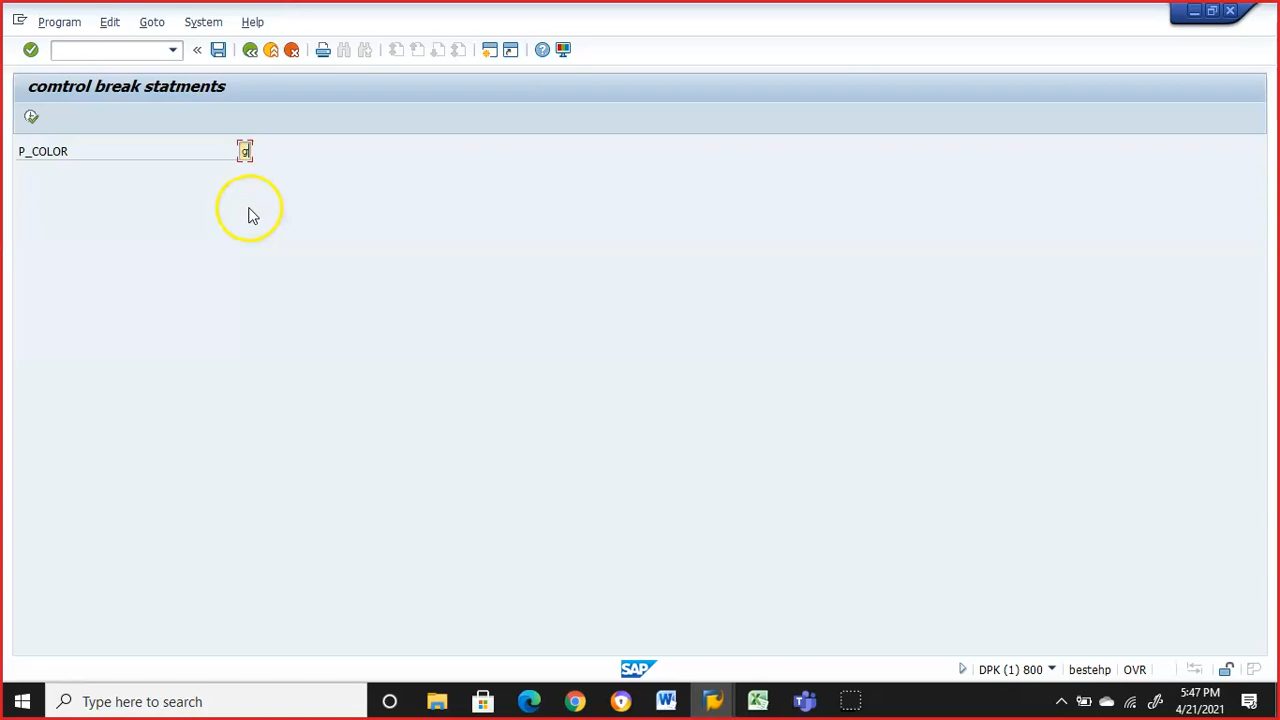 Program Edit Goto System Help
comtrol break statments
P_COLOR g
SAP
DPK (1) 800 bestehp OVR
Type here to search
5:47 PM
4/21/2021